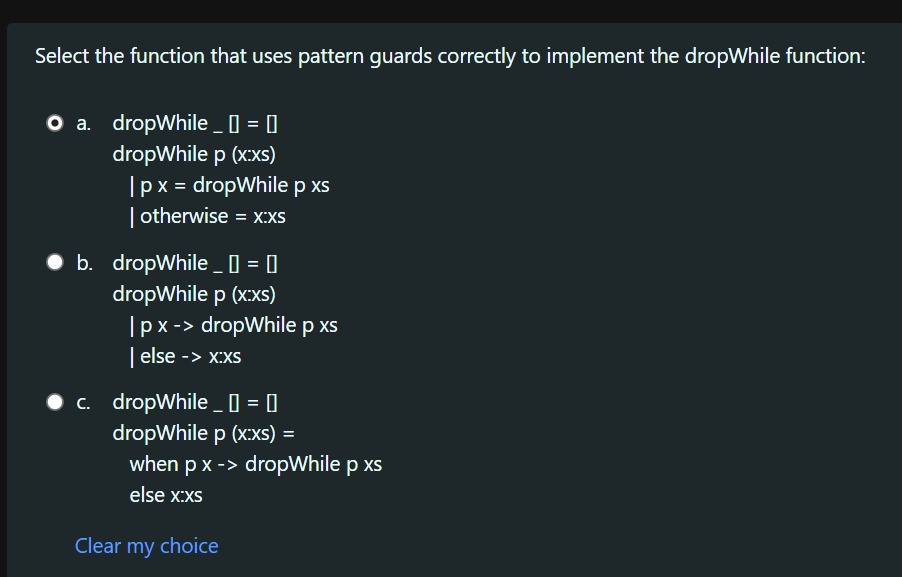 Select the function that uses pattern guards correctly to implement the dropWhile function:
a. dropWhile _ [] = []
dropWhile p (x:xs)
| p x = dropWhile p xs
| otherwise = x:xs
b. dropWhile _ [] = []
dropWhile p (x:xs)
| p x -> dropWhile p xs
| else -> x:xs
c. dropWhile _ [] = []
dropWhile p (x:xs) =
when p x -> dropWhile p xs
else x:xs
Clear my choice